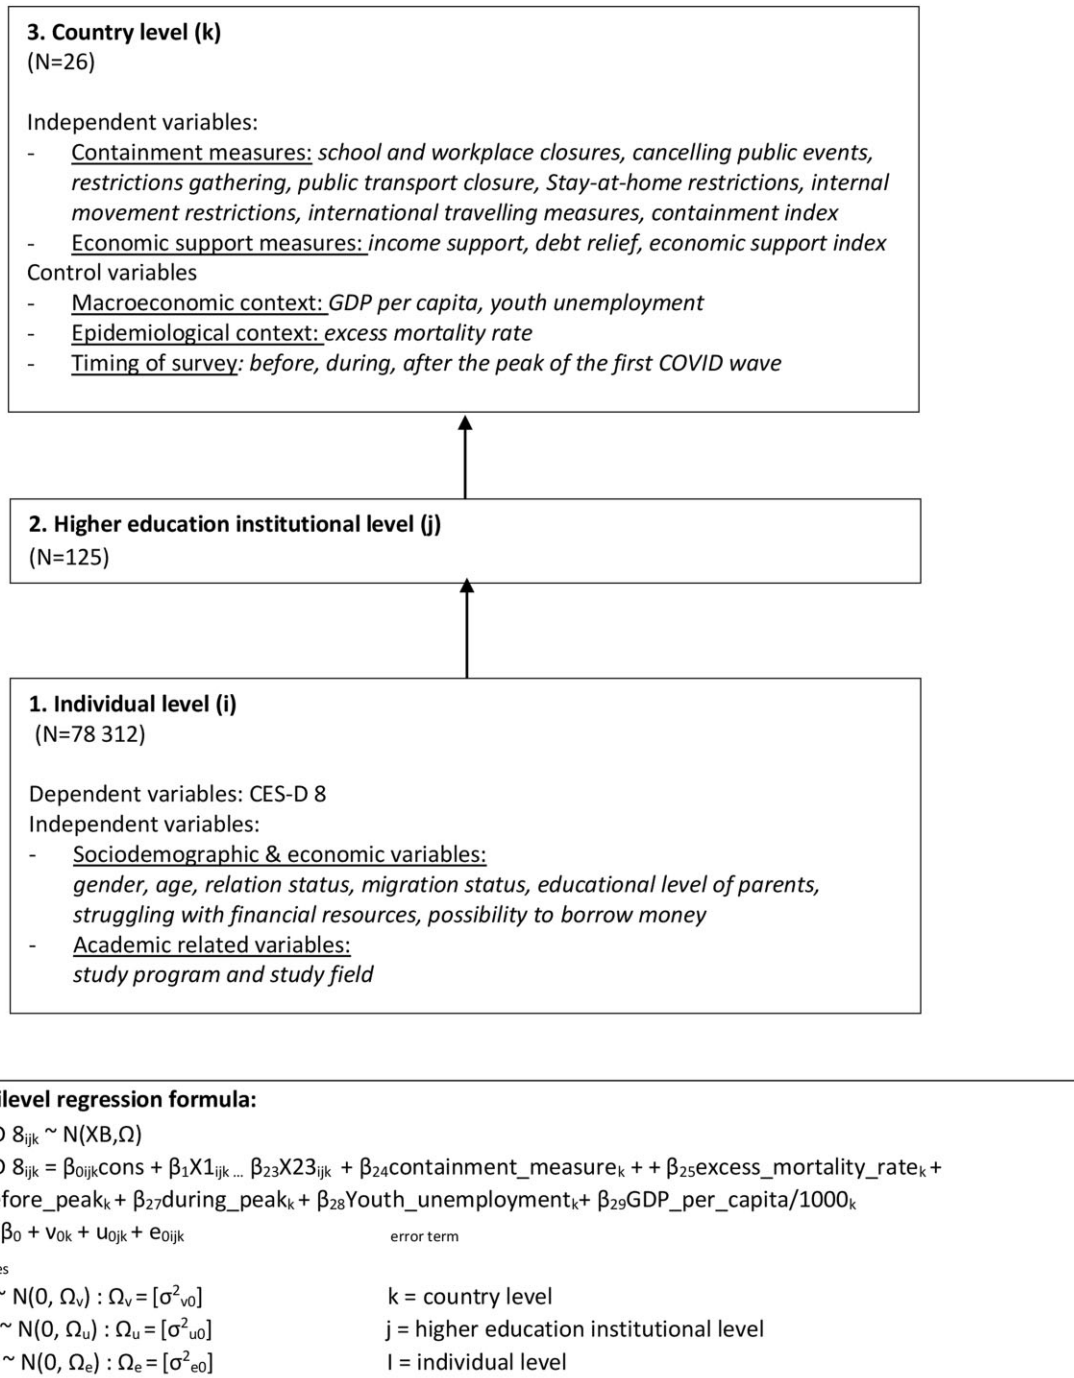 3. Country level (k)
(N=26)
Independent variables:
- Containment measures: school and workplace closures, cancelling public events,
restrictions gathering, public transport closure, Stay-at-home restrictions, internal
movement restrictions, international travelling measures, containment index
- Economic support measures: income support, debt relief, economic support index
Control variables
- Macroeconomic context: GDP per capita, youth unemployment
- Epidemiological context: excess mortality rate
- Timing of survey: before, during, after the peak of the first COVID wave
2. Higher education institutional level (j)
(N=125)
1. Individual level (i)
(N=78 312)
Dependent variables: CES-D 8
Independent variables:
- Sociodemographic & economic variables:
gender, age, relation status, migration status, educational level of parents,
struggling with financial resources, possibility to borrow money
- Academic related variables:
study program and study field
ilevel regression formula:
D 8ijk ~ N(XB,Ω)
D 8ijk = β0ijkcons + β1X1ijk... β23X23ijk + β24containment_measurek + + β25excess_mortality_ratek +
fore_peakk + β27during_peakk + β28Youth_unemploymentk+ β29GDP_per_capita/1000k
β0 + v0k + u0jk + e0ijk error term
es
~ N(0, Ωv) : Ωv = [σ²v0] k = country level
~ N(0, Ωu) : Ωu = [σ²u0] j = higher education institutional level
~ N(0, Ωe) : Ωe = [σ²e0] I = individual level